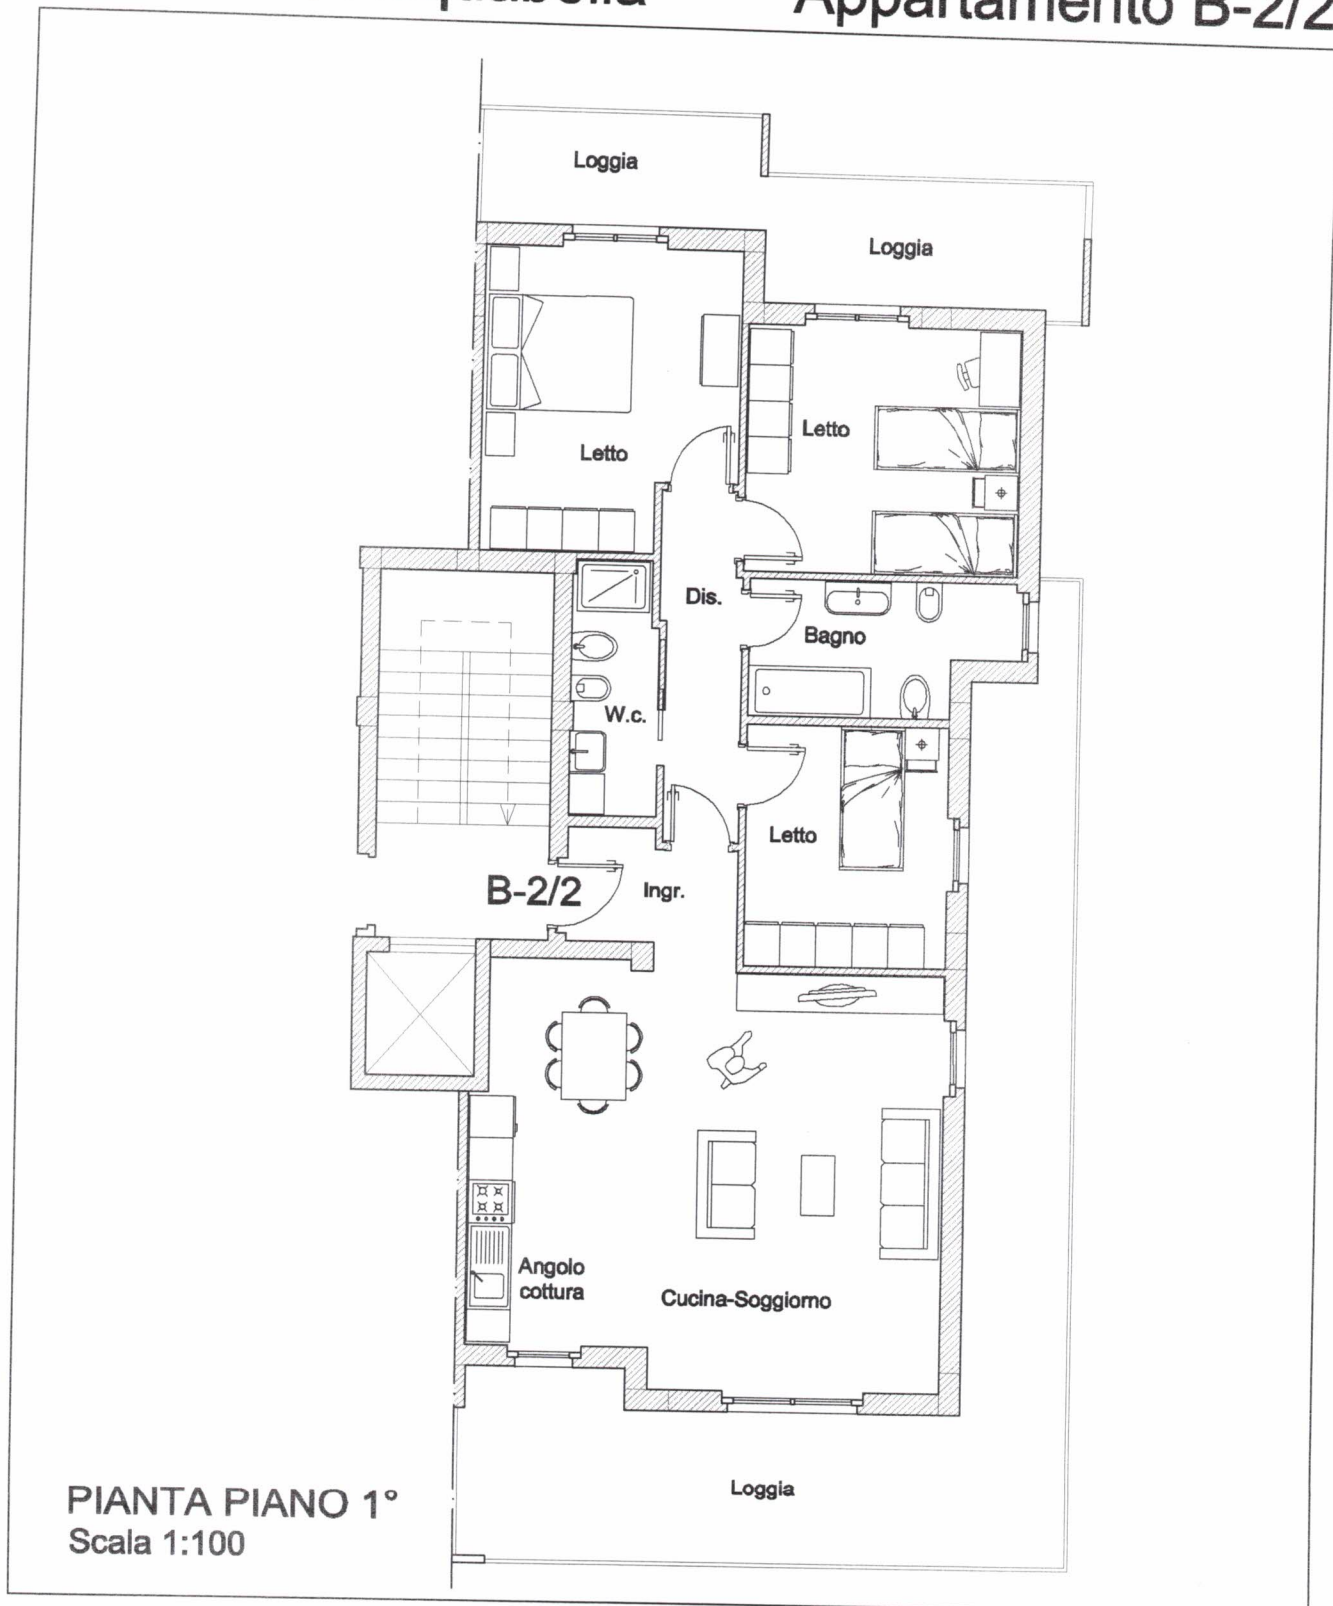 Appartamento B-2/2
Loggia
Loggia
Letto
Letto
Dis.
Bagno
W.c.
Letto
B-2/2
Ingr.
Angolo
cottura
Cucina-Soggiorno
Loggia
PIANTA PIANO 1°
Scala 1:100